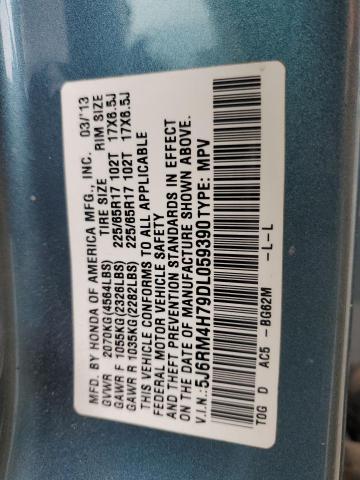 MFD. BY HONDA OF AMERICA MFG., INC. 03/'13
GVWR 2070KG(4564LBS) TIRE SIZE RIM SIZE
GAWR F 1055KG(2326LBS) 225/65R17 102T 17X6.5J
GAWR R 1035KG(2282LBS) 225/65R17 102T 17X6.5J
THIS VEHICLE CONFORMS TO ALL APPLICABLE
FEDERAL MOTOR VEHICLE SAFETY
AND THEFT PREVENTION STANDARDS IN EFFECT
ON THE DATE OF MANUFACTURE SHOWN ABOVE.
V.I.N.: 5J6RM4H79DL059390 TYPE: MPV
TOG D AC5 -BG62M -L-L